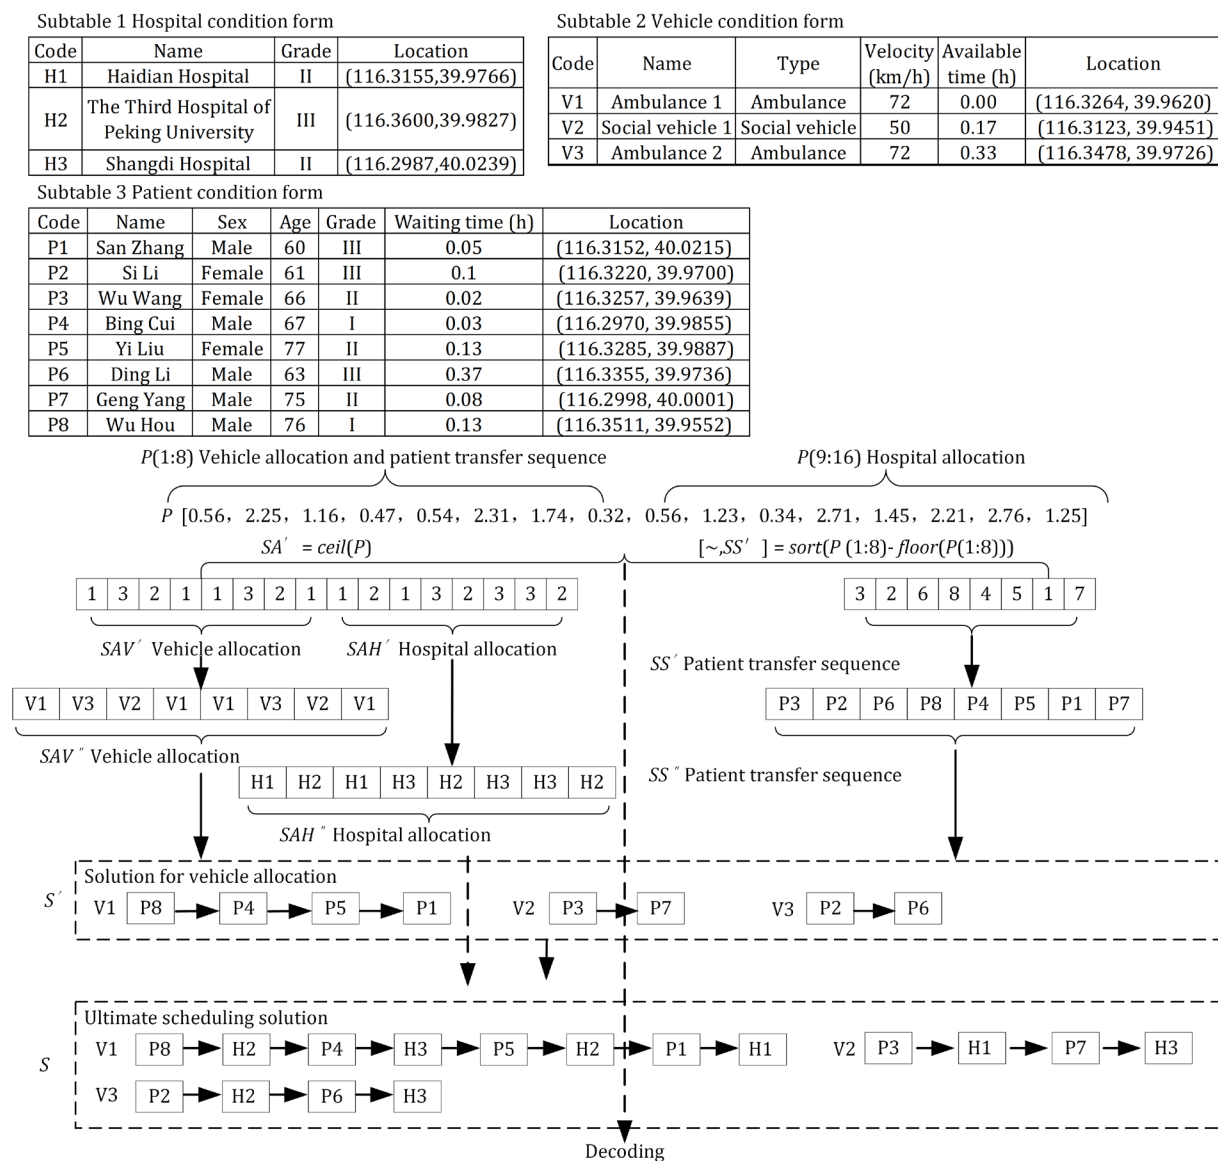 Subtable 1 Hospital condition form
Code Name Grade Location
H1 Haidian Hospital II (116.3155,39.9766)
H2 The Third Hospital of Peking University III (116.3600,39.9827)
H3 Shangdi Hospital II (116.2987,40.0239)
Subtable 2 Vehicle condition form
Code Name Type Velocity (km/h) Available time (h) Location
V1 Ambulance 1 Ambulance 72 0.00 (116.3264, 39.9620)
V2 Social vehicle 1 Social vehicle 50 0.17 (116.3123, 39.9451)
V3 Ambulance 2 Ambulance 72 0.33 (116.3478, 39.9726)
Subtable 3 Patient condition form
Code Name Sex Age Grade Waiting time (h) Location
P1 San Zhang Male 60 III 0.05 (116.3152, 40.0215)
P2 Si Li Female 61 III 0.1 (116.3220, 39.9700)
P3 Wu Wang Female 66 II 0.02 (116.3257, 39.9639)
P4 Bing Cui Male 67 I 0.03 (116.2970, 39.9855)
P5 Yi Liu Female 77 II 0.13 (116.3285, 39.9887)
P6 Ding Li Male 63 III 0.37 (116.3355, 39.9736)
P7 Geng Yang Male 75 II 0.08 (116.2998, 40.0001)
P8 Wu Hou Male 76 I 0.13 (116.3511, 39.9552)
P(1:8) Vehicle allocation and patient transfer sequence
P(9:16) Hospital allocation
P [0.56, 2.25, 1.16, 0.47, 0.54, 2.31, 1.74, 0.32, 0.56, 1.23, 0.34, 2.71, 1.45, 2.21, 2.76, 1.25]
SA′ = ceil(P)
[~,SS′ ] = sort(P (1:8)- floor(P(1:8)))
1 3 2 1 1 3 2 1 1 2 1 3 2 3 3 2
3 2 6 8 4 5 1 7
SAV′ Vehicle allocation
SAH′ Hospital allocation
SS′ Patient transfer sequence
V1 V3 V2 V1 V1 V3 V2 V1
P3 P2 P6 P8 P4 P5 P1 P7
SAV″ Vehicle allocation
SS″ Patient transfer sequence
H1 H2 H1 H3 H2 H3 H3 H2
SAH″ Hospital allocation
S′
Solution for vehicle allocation
V1 P8 P4 P5 P1
V2 P3 P7
V3 P2 P6
S
Ultimate scheduling solution
V1 P8 H2 P4 H3 P5 H2 P1 H1
V2 P3 H1 P7 H3
V3 P2 H2 P6 H3
Decoding